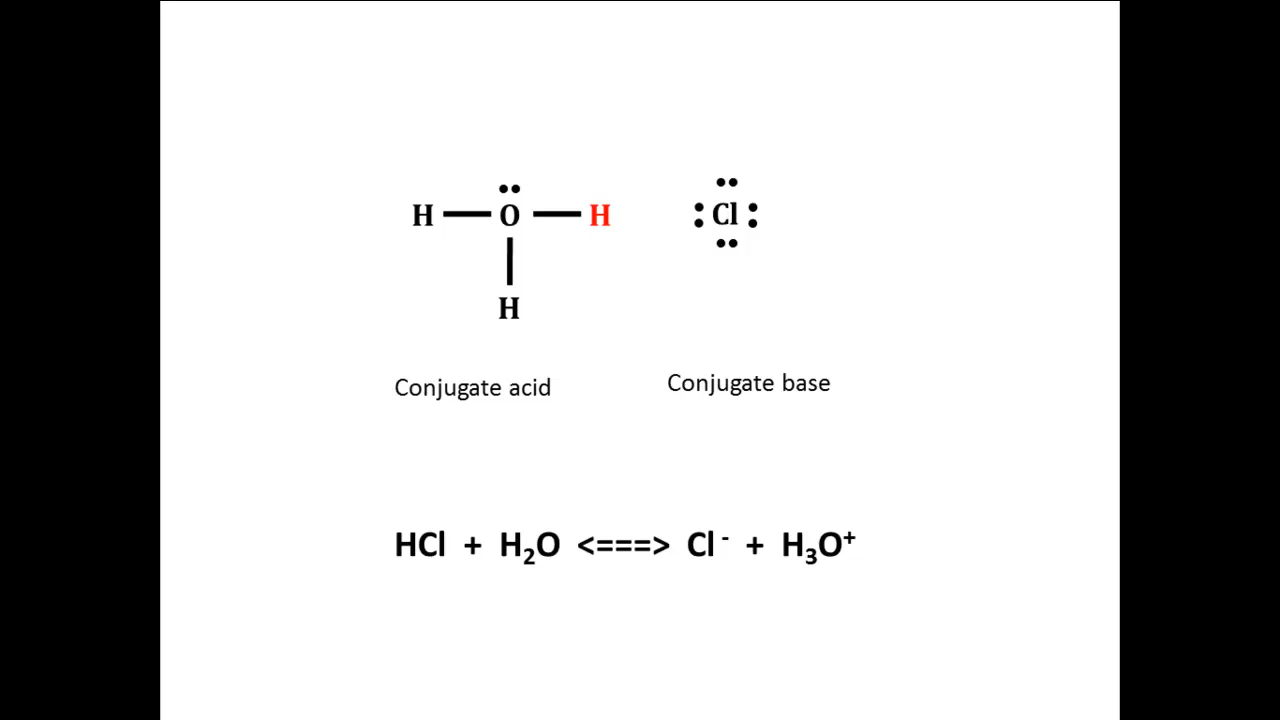 H O H :Cl:
H
Conjugate acid Conjugate base
HCl + H₂O <===> Cl⁻ + H₃O⁺